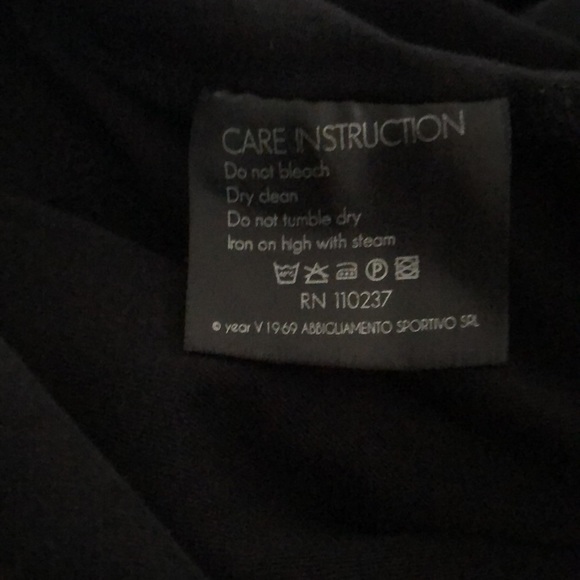 CARE INSTRUCTION
Do not bleach
Dry clean
Do not tumble dry
Iron on high with steam
40°C P
RN 110237
© year V 1969 ABBIGLIAMENTO SPORTIVO SRL